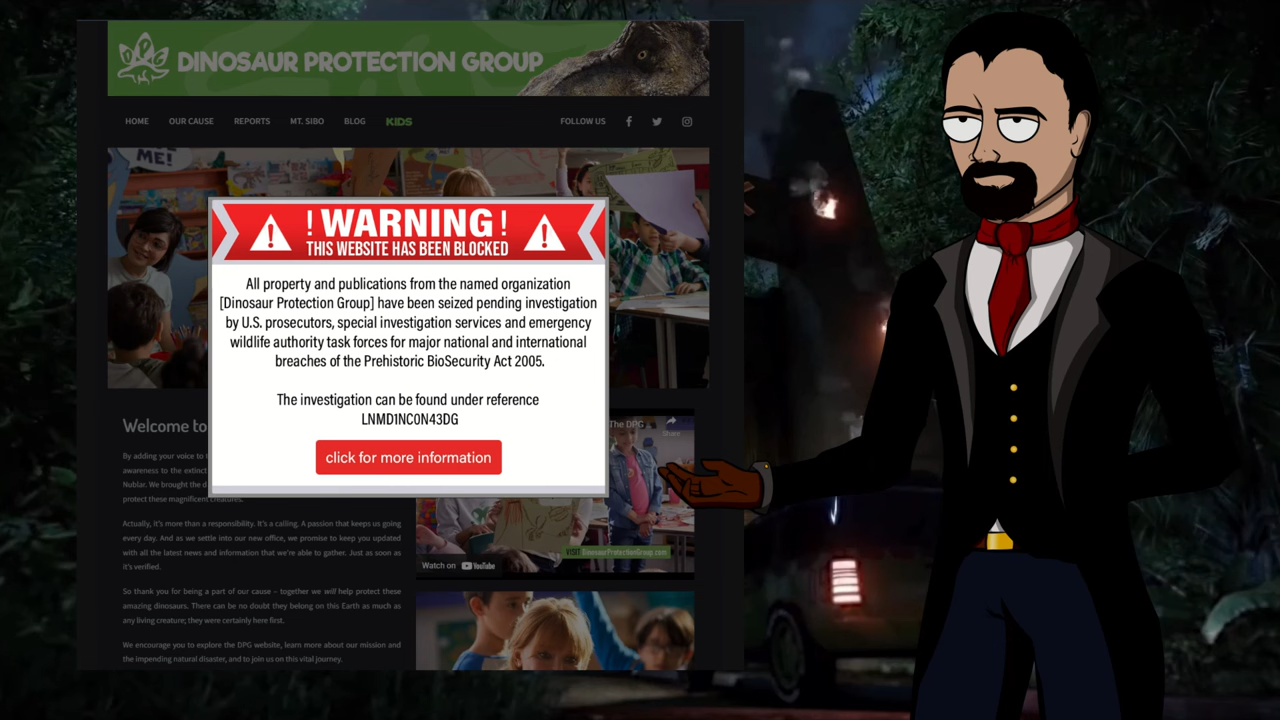 DINOSAUR PROTECTION GROUP
HOME OUR CAUSE REPORTS MT. SIBO BLOG KIDS FOLLOW US
ME!
! WARNING !
THIS WEBSITE HAS BEEN BLOCKED
All property and publications from the named organization
[Dinosaur Protection Group] have been seized pending investigation
by U.S. prosecutors, special investigation services and emergency
wildlife authority task forces for major national and international
breaches of the Prehistoric BioSecurity Act 2005.
The investigation can be found under reference
LNMD1NC0N43DG
click for more information
Welcome to
The DPG
Share
By adding your voice to
awareness to the extinct
Nublar. We brought the d
protect these magnificent creatures.
Actually, it's more than a responsibility. It's a calling. A passion that keeps us going
every day. And as we settle into our new office, we promise to keep you updated
with all the latest news and information that we're able to gather. Just as soon as
it's verified.
VISIT DinosaurProtectionGroup.com
Watch on YouTube
So thank you for being a part of our cause – together we will help protect these
amazing dinosaurs. There can be no doubt they belong on this Earth as much as
any living creature; they were certainly here first.
We encourage you to explore the DPG website, learn more about our mission and
the impending natural disaster, and to join us on this vital journey.